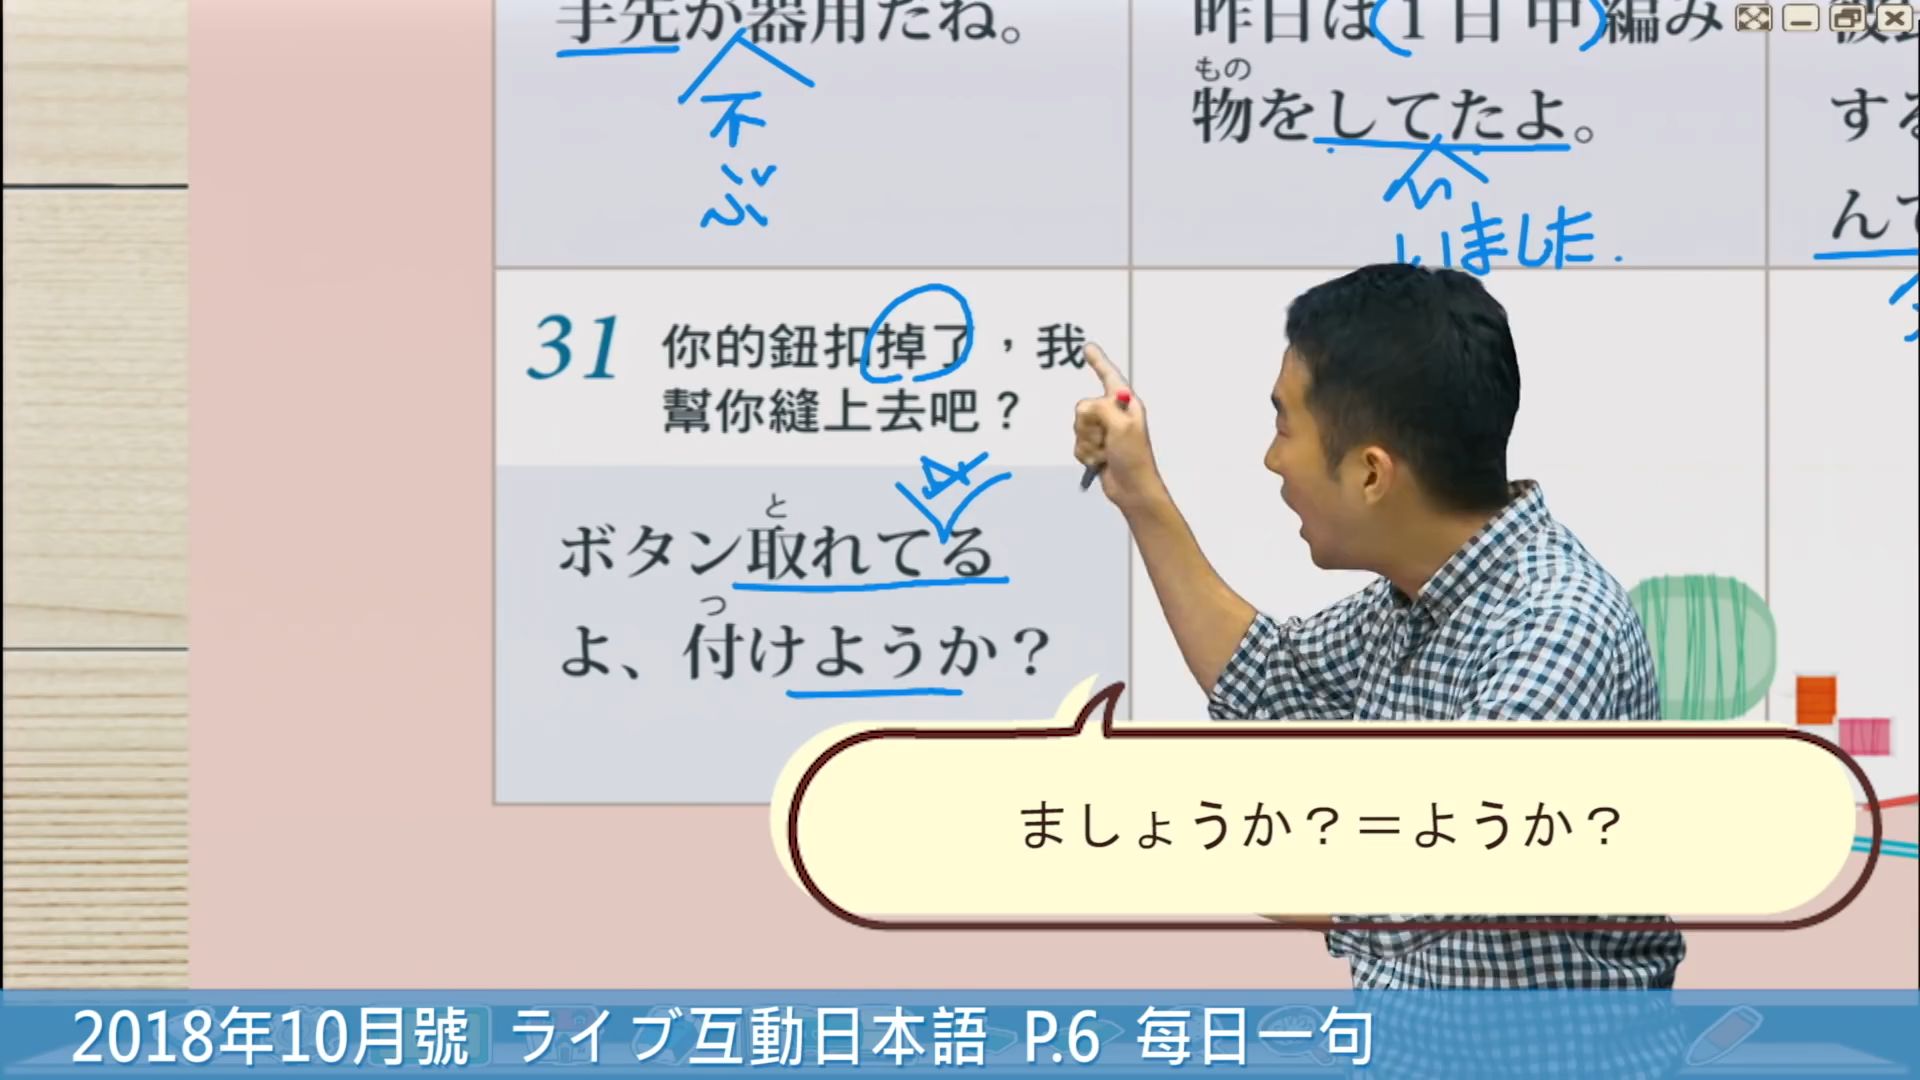 手先が器用だね。
不
ぶ
昨日は1日中編み
もの
物をしてたよ。
い
いました.
する
んで
31 你的鈕扣掉了，我
幫你縫上去吧？
と
ボタン取れてる
つ
よ、付けようか？
ましょうか？＝ようか？
2018年10月號 ライブ互動日本語 P.6 每日一句